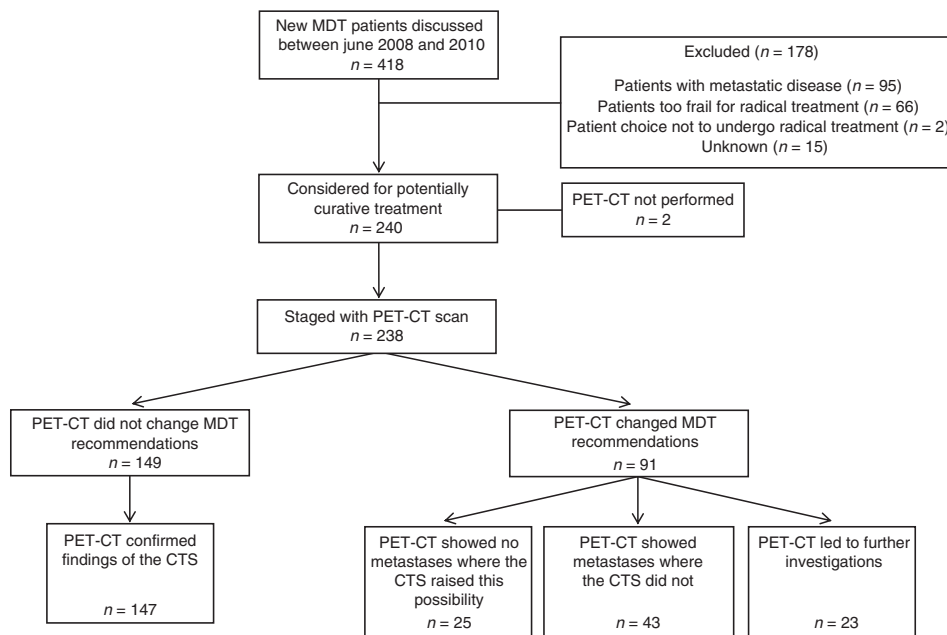 New MDT patients discussed
between june 2008 and 2010
n = 418
Excluded (n = 178)
Patients with metastatic disease (n = 95)
Patients too frail for radical treatment (n = 66)
Patient choice not to undergo radical treatment (n = 2)
Unknown (n = 15)
Considered for potentially
curative treatment
n = 240
PET-CT not performed
n = 2
Staged with PET-CT scan
n = 238
PET-CT did not change MDT
recommendations
n = 149
PET-CT changed MDT
recommendations
n = 91
PET-CT confirmed
findings of the CTS
n = 147
PET-CT showed no
metastases where the
CTS raised this
possibility
n = 25
PET-CT showed
metastases where
the CTS did not
n = 43
PET-CT led to further
investigations
n = 23